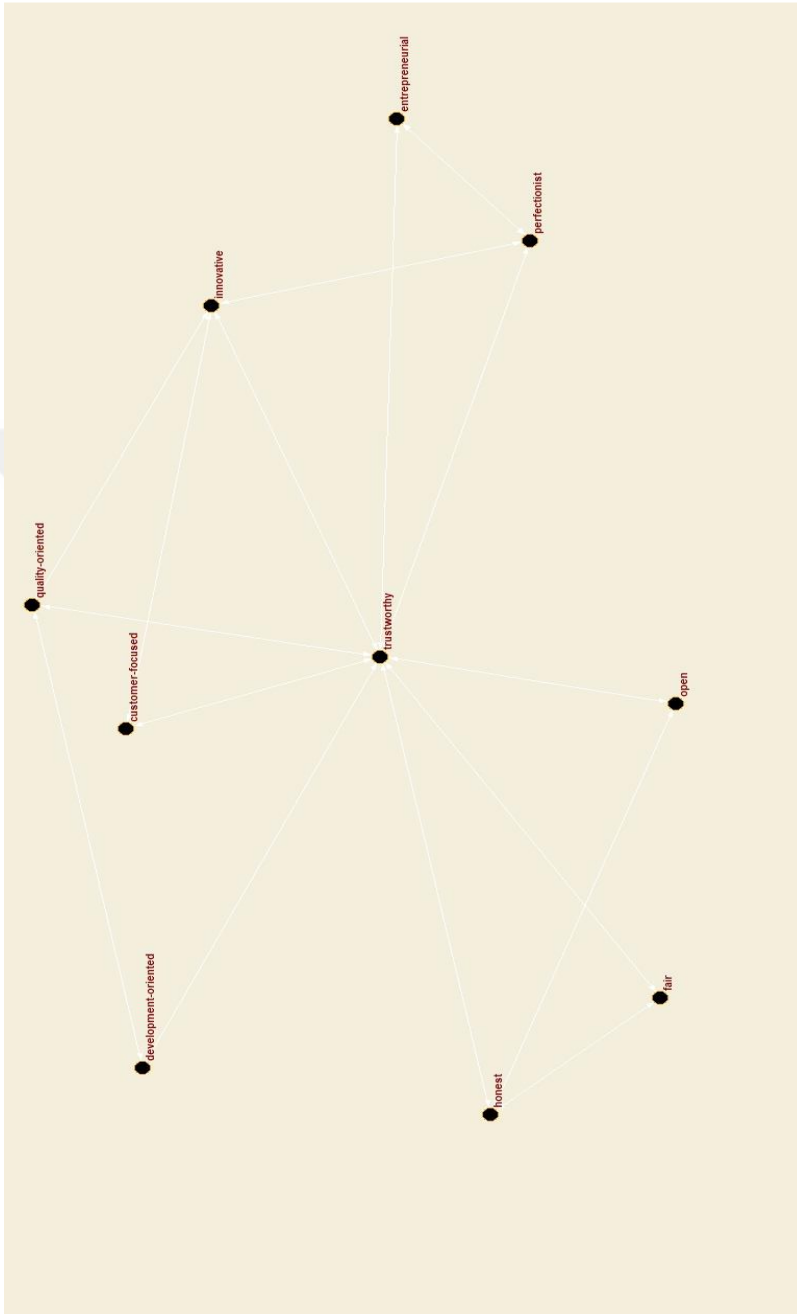 entrepreneurial
perfectionist
innovative
quality-oriented
trustworthy
customer-focused
open
development-oriented
fair
honest